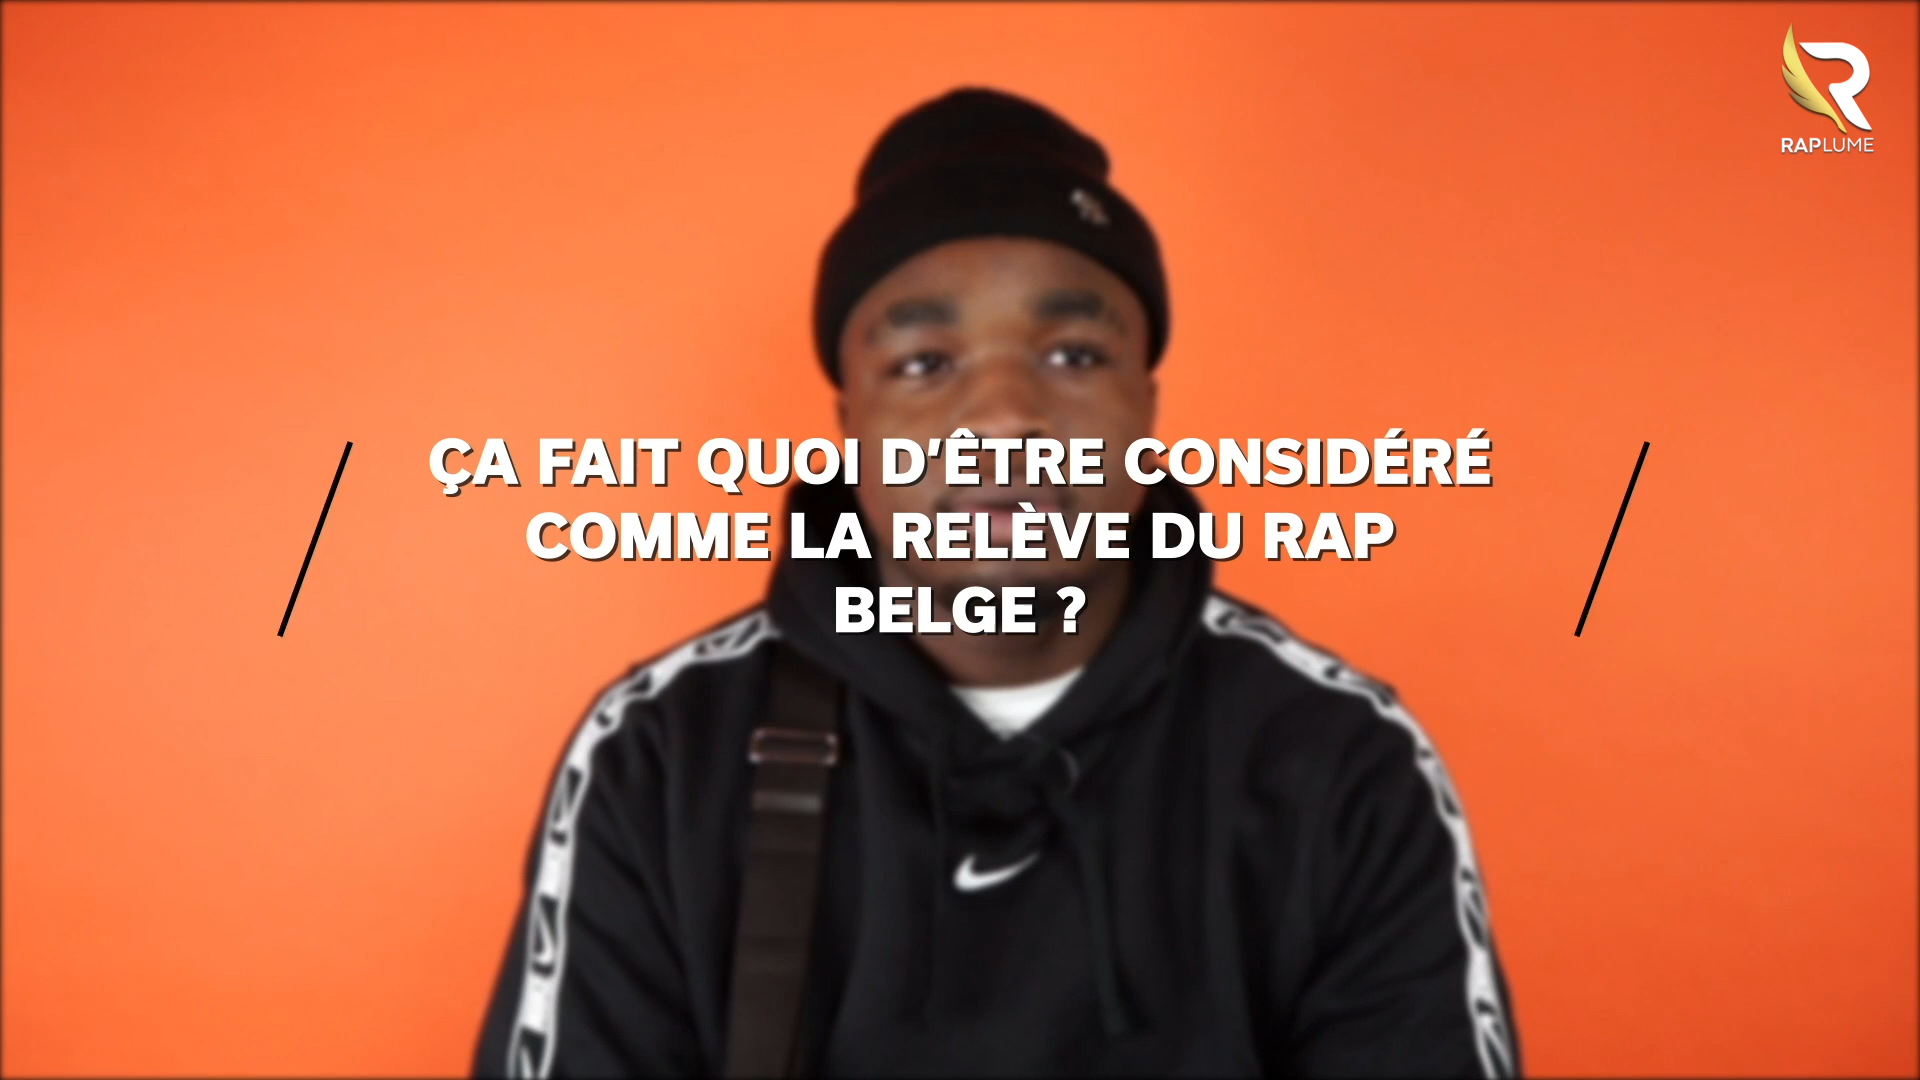 RAPLUME
ÇA FAIT QUOI D'ÊTRE CONSIDÉRÉ
COMME LA RELÈVE DU RAP
BELGE ?